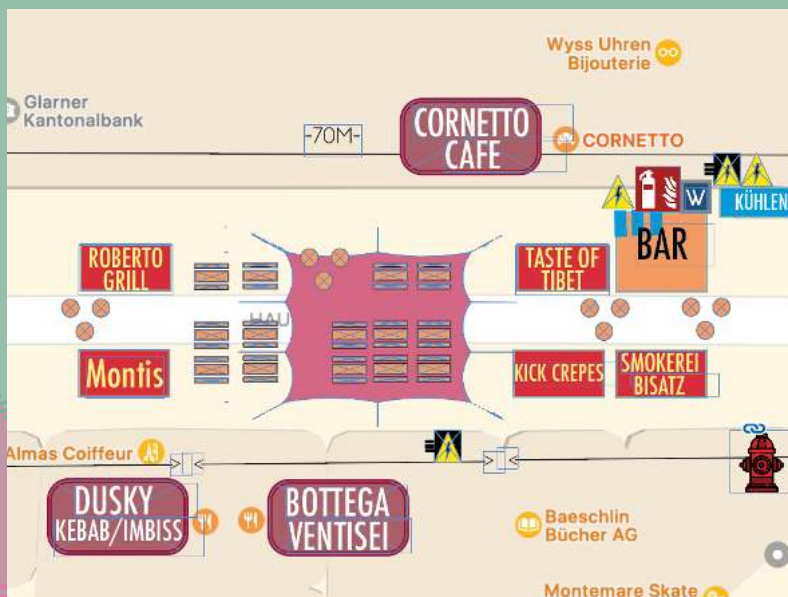 Wyss Uhren
Bijouterie
Glarner
Kantonalbank
-70M-
CORNETTO
CAFE
CORNETTO
W
KÜHLEN
BAR
ROBERTO
GRILL
TASTE OF
TIBET
HAU
Montis
KICK CREPES
SMOKEREI
BISATZ
Almas Coiffeur
DUSKY
KEBAB/IMBISS
BOTTEGA
VENTISEI
Baeschlin
Bücher AG
Montemare Skate